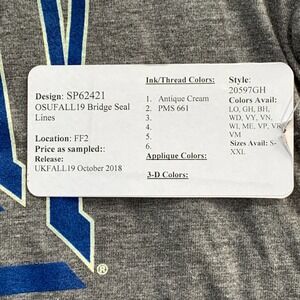 Design: SP62421
OSUFALL19 Bridge Seal
Lines
Location: FF2
Price as sampled::
Release:
UKFALL19 October 2018
Ink/Thread Colors:
1. Antique Cream
2. PMS 661
3.
4.
5.
6.
Applique Colors:
3-D Colors:
Style:
20597GH
Colors Avail:
LO, GH, BH,
WD, VY, VN,
WI, ME, VP, VR
VM
Sizes Avail: S-
XXL
®